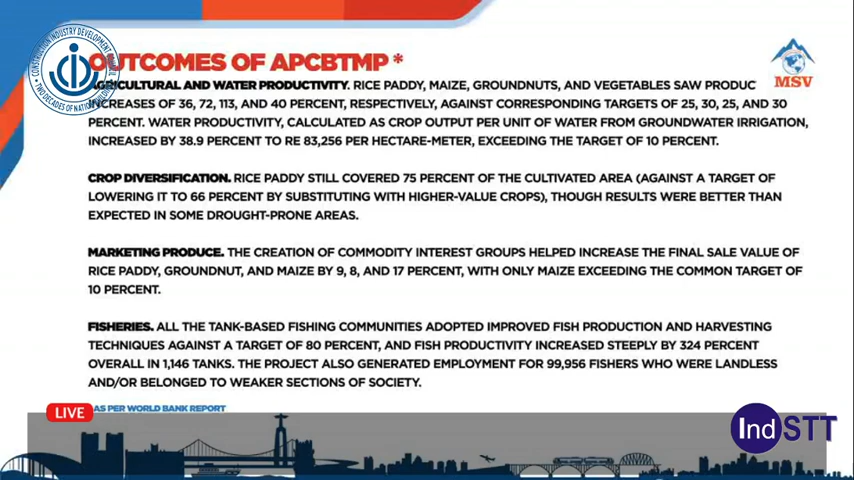 OUTCOMES OF APCBTMP *
MSV
AGRICULTURAL AND WATER PRODUCTIVITY. RICE PADDY, MAIZE, GROUNDNUTS, AND VEGETABLES SAW PRODUC
INCREASES OF 36, 72, 113, AND 40 PERCENT, RESPECTIVELY, AGAINST CORRESPONDING TARGETS OF 25, 30, 25, AND 30
PERCENT. WATER PRODUCTIVITY, CALCULATED AS CROP OUTPUT PER UNIT OF WATER FROM GROUNDWATER IRRIGATION,
INCREASED BY 38.9 PERCENT TO RE 83,256 PER HECTARE-METER, EXCEEDING THE TARGET OF 10 PERCENT.
CROP DIVERSIFICATION. RICE PADDY STILL COVERED 75 PERCENT OF THE CULTIVATED AREA (AGAINST A TARGET OF
LOWERING IT TO 66 PERCENT BY SUBSTITUTING WITH HIGHER-VALUE CROPS), THOUGH RESULTS WERE BETTER THAN
EXPECTED IN SOME DROUGHT-PRONE AREAS.
MARKETING PRODUCE. THE CREATION OF COMMODITY INTEREST GROUPS HELPED INCREASE THE FINAL SALE VALUE OF
RICE PADDY, GROUNDNUT, AND MAIZE BY 9, 8, AND 17 PERCENT, WITH ONLY MAIZE EXCEEDING THE COMMON TARGET OF
10 PERCENT.
FISHERIES. ALL THE TANK-BASED FISHING COMMUNITIES ADOPTED IMPROVED FISH PRODUCTION AND HARVESTING
TECHNIQUES AGAINST A TARGET OF 80 PERCENT, AND FISH PRODUCTIVITY INCREASED STEEPLY BY 324 PERCENT
OVERALL IN 1,146 TANKS. THE PROJECT ALSO GENERATED EMPLOYMENT FOR 99,956 FISHERS WHO WERE LANDLESS
AND/OR BELONGED TO WEAKER SECTIONS OF SOCIETY.
LIVE
AS PER WORLD BANK REPORT
IndSTT
CONSTRUCTION INDUSTRY DEVELOPMENT
TWO DECADES OF